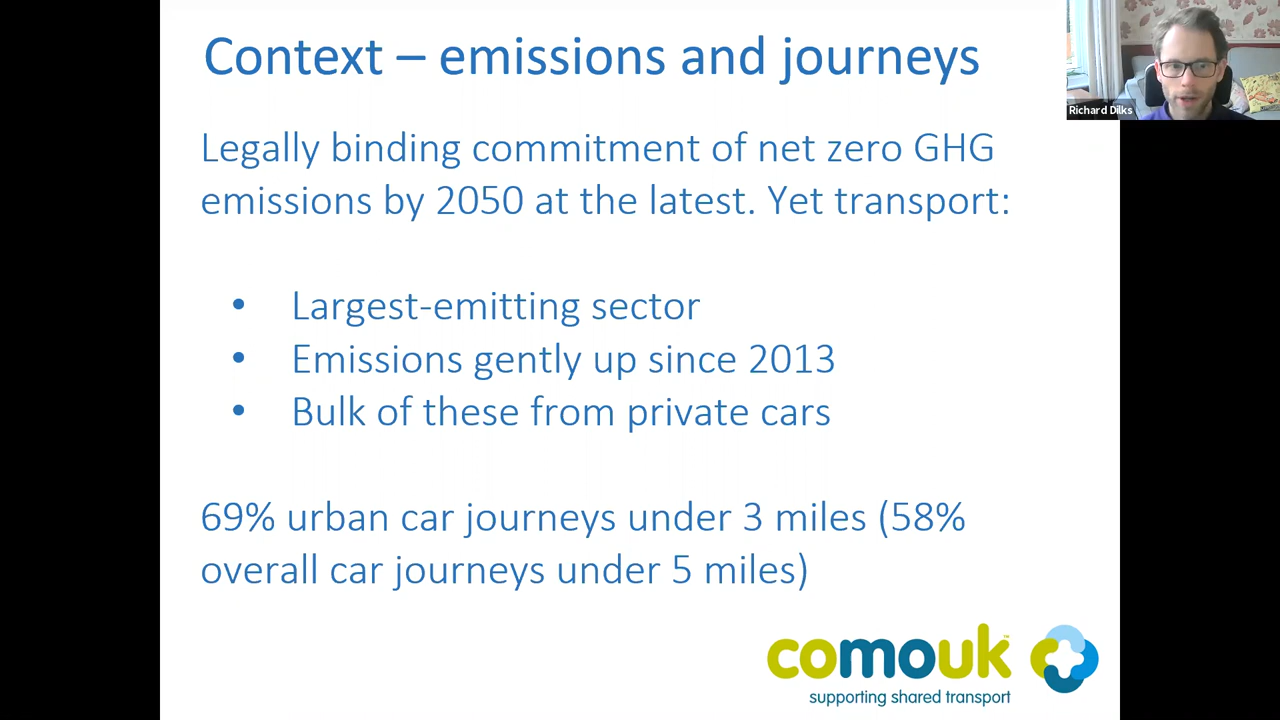 Context – emissions and journeys
Richard Dilks
Legally binding commitment of net zero GHG
emissions by 2050 at the latest. Yet transport:
• Largest-emitting sector
• Emissions gently up since 2013
• Bulk of these from private cars
69% urban car journeys under 3 miles (58%
overall car journeys under 5 miles)
comouk™
supporting shared transport